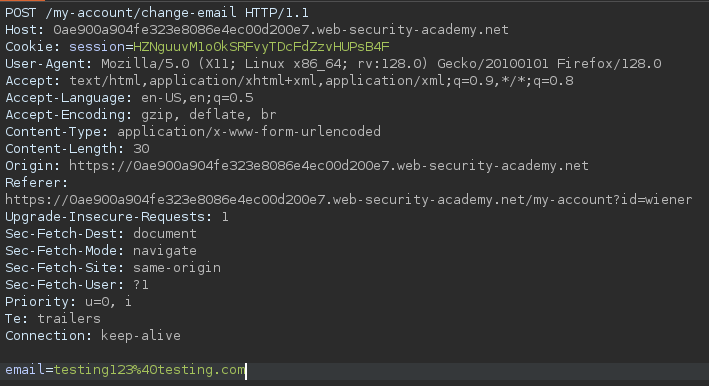 POST /my-account/change-email HTTP/1.1
Host: 0ae900a904fe323e8086e4ec00d200e7.web-security-academy.net
Cookie: session=HZNguuvM1oOkSRFvyTDcFdZzvHUPsB4F
User-Agent: Mozilla/5.0 (X11; Linux x86_64; rv:128.0) Gecko/20100101 Firefox/128.0
Accept: text/html,application/xhtml+xml,application/xml;q=0.9,*/*;q=0.8
Accept-Language: en-US,en;q=0.5
Accept-Encoding: gzip, deflate, br
Content-Type: application/x-www-form-urlencoded
Content-Length: 30
Origin: https://0ae900a904fe323e8086e4ec00d200e7.web-security-academy.net
Referer:
https://0ae900a904fe323e8086e4ec00d200e7.web-security-academy.net/my-account?id=wiener
Upgrade-Insecure-Requests: 1
Sec-Fetch-Dest: document
Sec-Fetch-Mode: navigate
Sec-Fetch-Site: same-origin
Sec-Fetch-User: ?1
Priority: u=0, i
Te: trailers
Connection: keep-alive

email=testing123%40testing.com